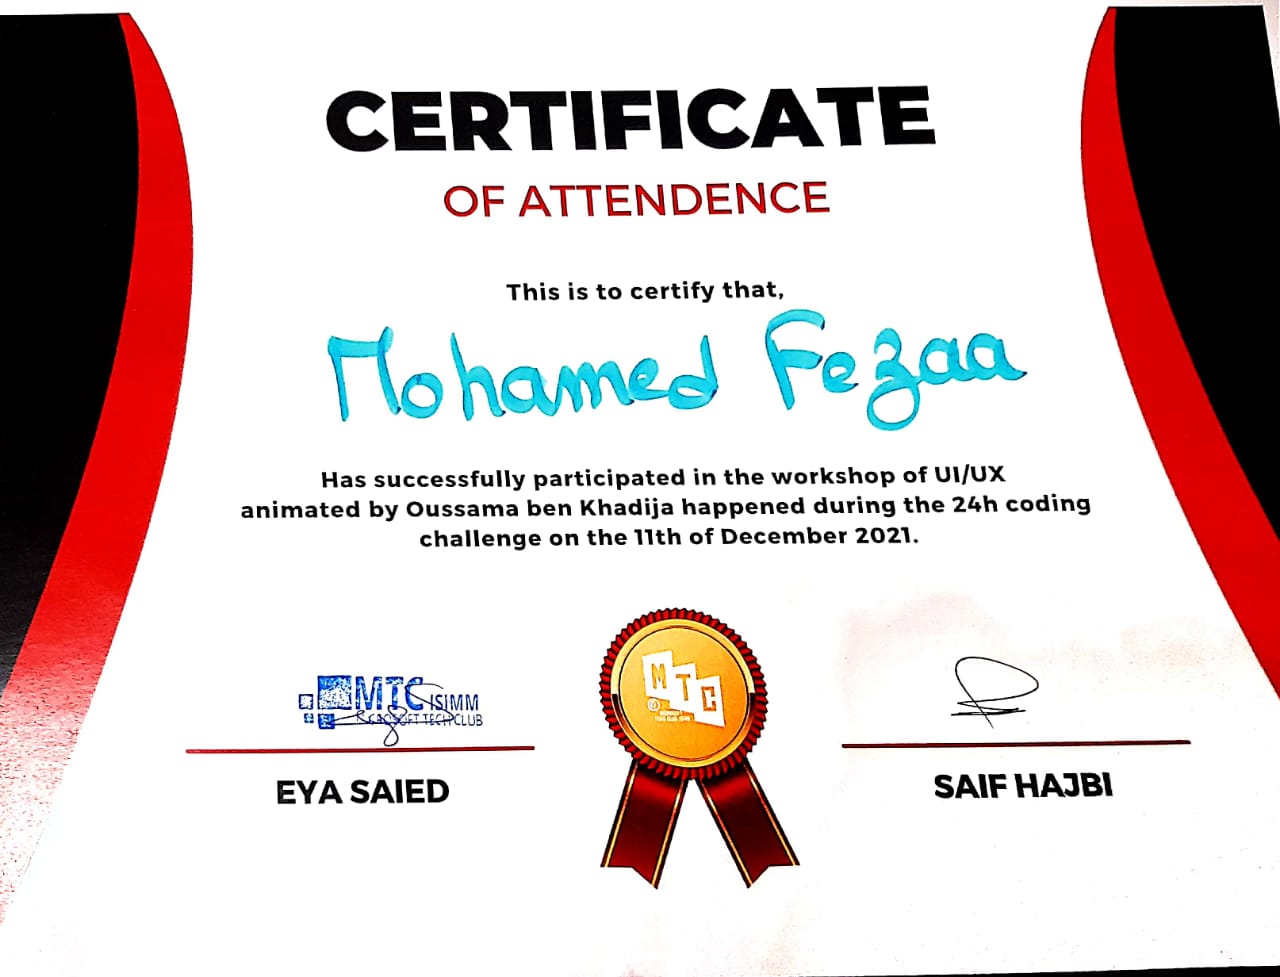 CERTIFICATE
OF ATTENDENCE
This is to certify that,
Mohamed Fezaa
Has successfully participated in the workshop of UI/UX
animated by Oussama ben Khadija happened during the 24h coding
challenge on the 11th of December 2021.
MTC ISIMM
TECH CLUB
MTC
EYA SAIED
SAIF HAJBI